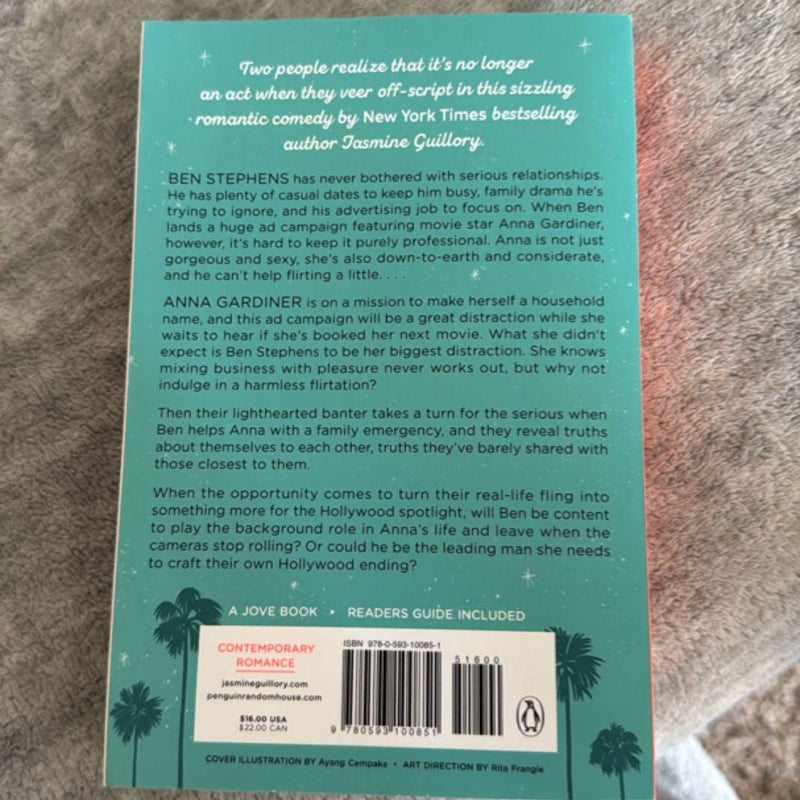 Two people realize that it's no longer
an act when they veer off-script in this sizzling
romantic comedy by New York Times bestselling
author Jasmine Guillory.
BEN STEPHENS has never bothered with serious relationships.
He has plenty of casual dates to keep him busy, family drama he's
trying to ignore, and his advertising job to focus on. When Ben
lands a huge ad campaign featuring movie star Anna Gardiner,
however, it's hard to keep it purely professional. Anna is not just
gorgeous and sexy, she's also down-to-earth and considerate,
and he can't help flirting a little. . . .
ANNA GARDINER is on a mission to make herself a household
name, and this ad campaign will be a great distraction while she
waits to hear if she's booked her next movie. What she didn't
expect is Ben Stephens to be her biggest distraction. She knows
mixing business with pleasure never works out, but why not
indulge in a harmless flirtation?
Then their lighthearted banter takes a turn for the serious when
Ben helps Anna with a family emergency, and they reveal truths
about themselves to each other, truths they've barely shared with
those closest to them.
When the opportunity comes to turn their real-life fling into
something more for the Hollywood spotlight, will Ben be content
to play the background role in Anna's life and leave when the
cameras stop rolling? Or could he be the leading man she needs
to craft their own Hollywood ending?
A JOVE BOOK • READERS GUIDE INCLUDED
CONTEMPORARY
ROMANCE
jasmineguillory.com
penguinrandomhouse.com
$16.00 USA
$22.00 CAN
ISBN 978-0-593-10085-1
51600
9 780593 100851
COVER ILLUSTRATION BY Ayang Cempaka • ART DIRECTION BY Rita Frangie